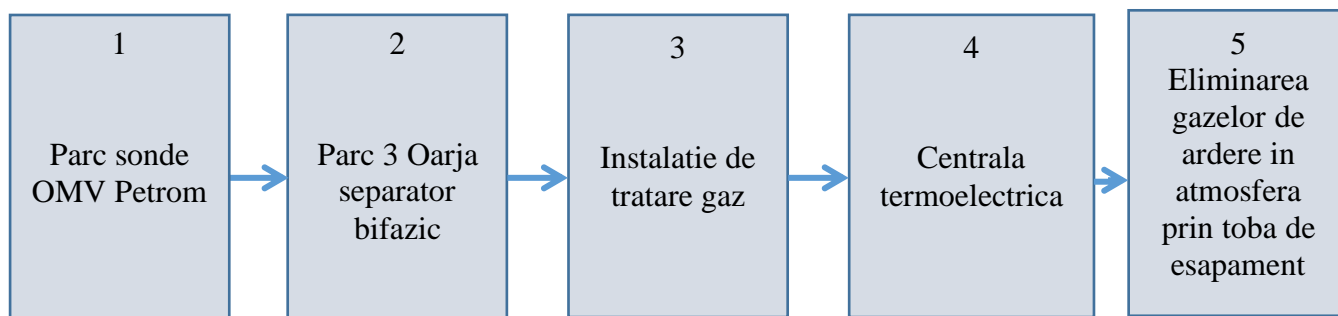 1
Parc sonde
OMV Petrom
2
Parc 3 Oarja
separator
bifazic
3
Instalatie de
tratare gaz
4
Centrala
termoelectrica
5
Eliminarea
gazelor de
ardere in
atmosfera
prin toba de
esapament